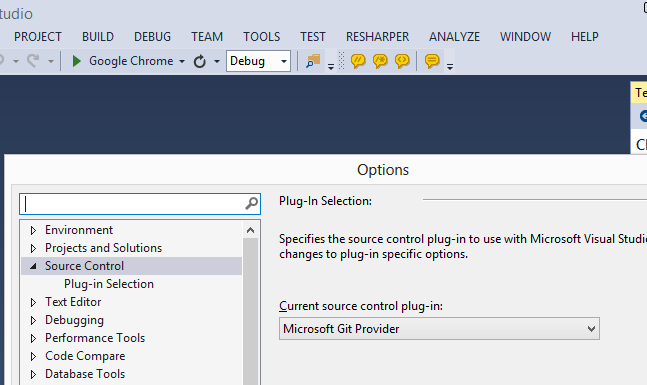 studio
PROJECT BUILD DEBUG TEAM TOOLS TEST RESHARPER ANALYZE WINDOW HELP
Google Chrome Debug
Te
Options
Plug-In Selection:
Environment
Projects and Solutions
Specifies the source control plug-in to use with Microsoft Visual Studio
Source Control
changes to plug-in specific options.
Plug-in Selection
Text Editor
Current source control plug-in:
Debugging
Microsoft Git Provider
Performance Tools
Code Compare
Database Tools